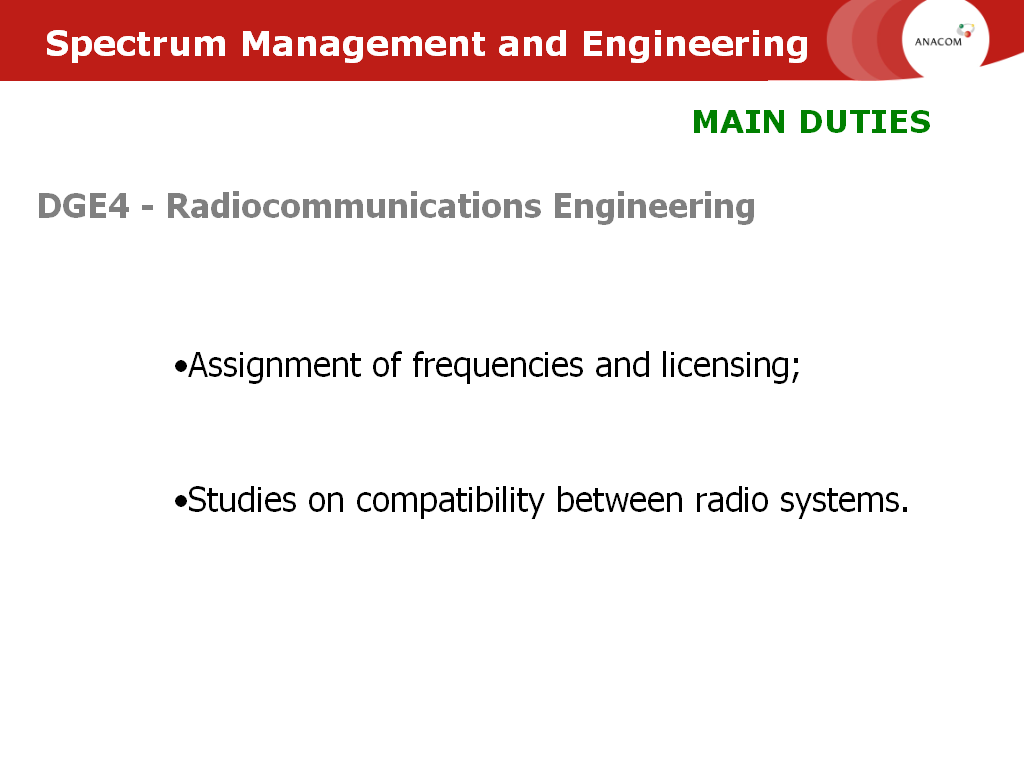 Spectrum Management and Engineering
ANACOM
MAIN DUTIES
DGE4 - Radiocommunications Engineering
•Assignment of frequencies and licensing;
•Studies on compatibility between radio systems.